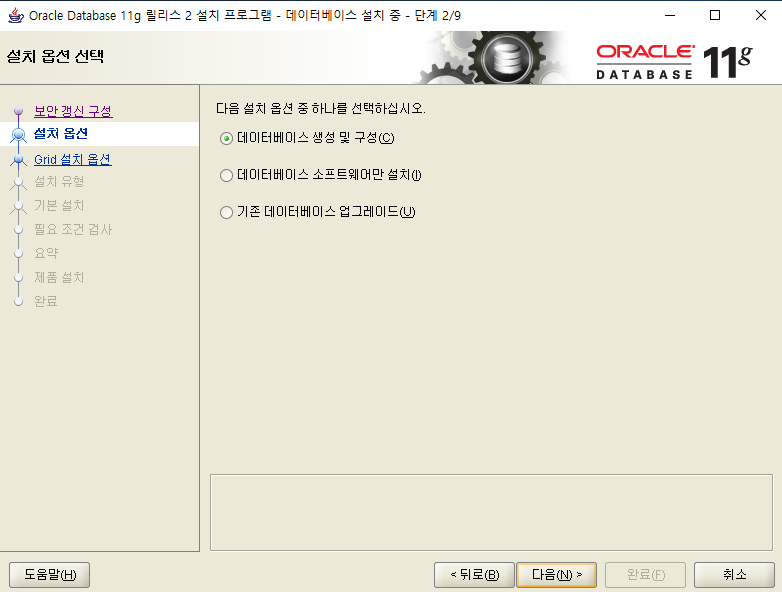 Oracle Database 11g 릴리스 2 설치 프로그램 - 데이터베이스 설치 중 - 단계 2/9
설치 옵션 선택
ORACLE
DATABASE
11g
보안 갱신 구성
설치 옵션
Grid 설치 옵션
설치 유형
기본 설치
필요 조건 검사
요약
제품 설치
완료
다음 설치 옵션 중 하나를 선택하십시오.
데이터베이스 생성 및 구성(C)
데이터베이스 소프트웨어만 설치(I)
기존 데이터베이스 업그레이드(U)
도움말(H)
< 뒤로(B)
다음(N) >
완료(F)
취소